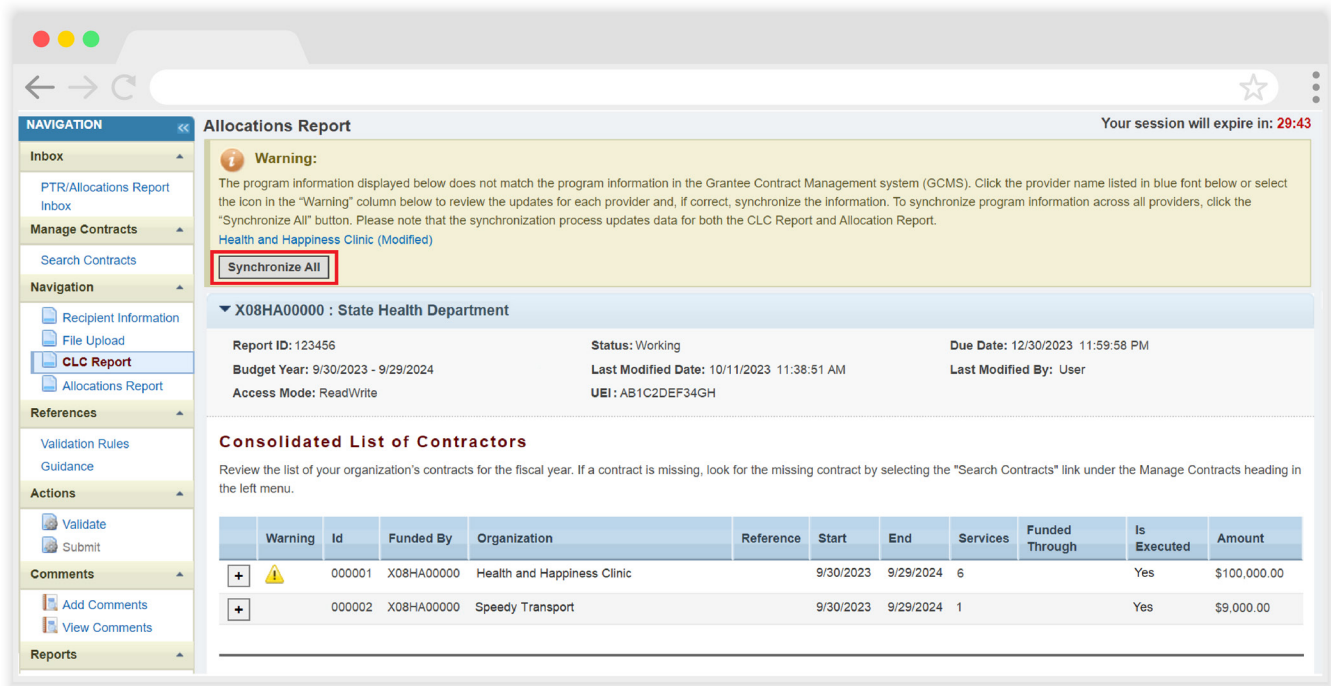 NAVIGATION
Inbox
PTR/Allocations Report
Inbox
Manage Contracts
Search Contracts
Navigation
Recipient Information
File Upload
CLC Report
Allocations Report
References
Validation Rules
Guidance
Actions
Validate
Submit
Comments
Add Comments
View Comments
Reports
Allocations Report
Your session will expire in: 29:43
Warning:
The program information displayed below does not match the program information in the Grantee Contract Management system (GCMS). Click the provider name listed in blue font below or select
the icon in the “Warning” column below to review the updates for each provider and, if correct, synchronize the information. To synchronize program information across all providers, click the
“Synchronize All” button. Please note that the synchronization process updates data for both the CLC Report and Allocation Report.
Health and Happiness Clinic (Modified)
Synchronize All
X08HA00000 : State Health Department
Report ID: 123456 Status: Working Due Date: 12/30/2023 11:59:58 PM
Budget Year: 9/30/2023 - 9/29/2024 Last Modified Date: 10/11/2023 11:38:51 AM Last Modified By: User
Access Mode: ReadWrite UEI: AB1C2DEF34GH
Consolidated List of Contractors
Review the list of your organization's contracts for the fiscal year. If a contract is missing, look for the missing contract by selecting the "Search Contracts" link under the Manage Contracts heading in
the left menu.
Warning Id Funded By Organization Reference Start End Services Funded Through Is Executed Amount
000001 X08HA00000 Health and Happiness Clinic 9/30/2023 9/29/2024 6 Yes $100,000.00
000002 X08HA00000 Speedy Transport 9/30/2023 9/29/2024 1 Yes $9,000.00